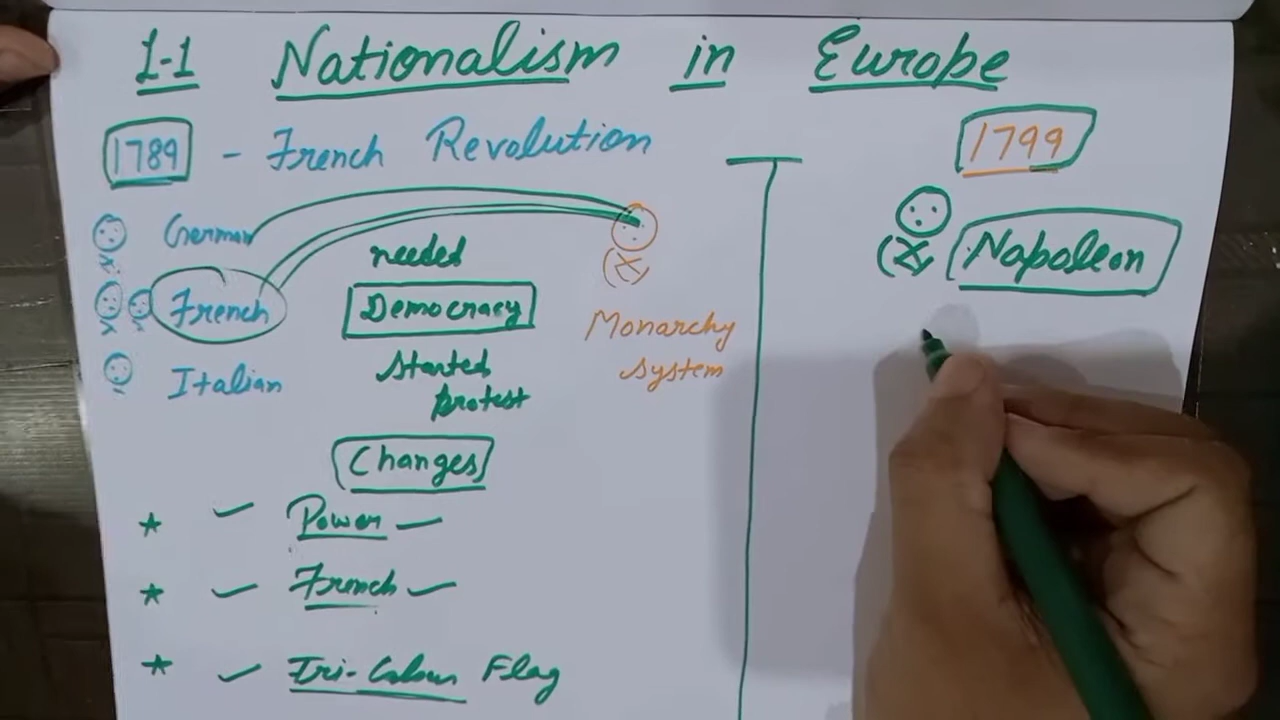 1-1 Nationalism in Europe
1789 - French Revolution
German
needed
French
Democracy
Monarchy
system
Italian
started
protest
Changes
Power
French
Tri-Colour Flag
1799
Napoleon